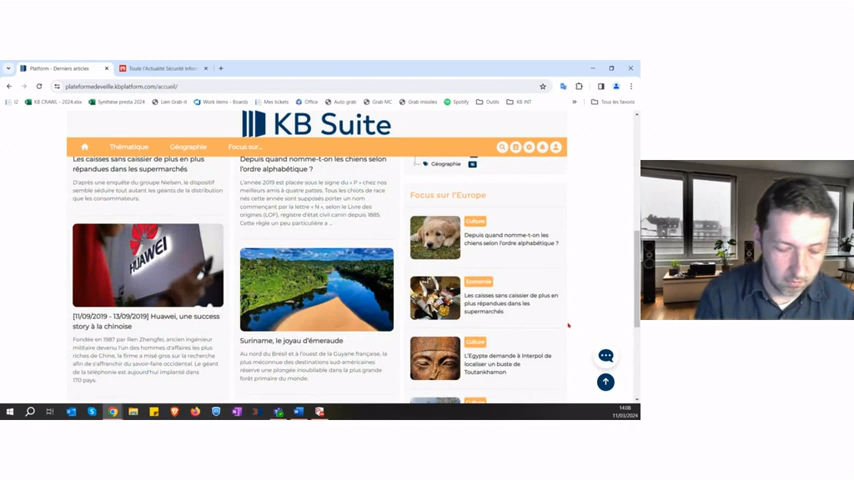 Platform - Derniers articles
Toute l'Actualité Sécurité Infor
plateformedeveille.kbplatform.com/accueil/
KB CRAWL - 2024.xlsx
Synthèse presta 2024
Lien Grab-it
Work items - Boards
Mes tickets
Office
Auto grab
Grab MC
Grab missiles
Spotify
Outils
KB INT
Tous les favoris
KB Suite
Thématique
Géographie
Focus sur...
Les caisses sans caissier de plus en plus
répandues dans les supermarchés
D'après une enquête du groupe Nielsen, le dispositif
semble séduire tout autant les géants de la distribution
que les consommateurs.
HUAWEI
[11/09/2019 - 13/09/2019] Huawei, une success
story à la chinoise
Fondée en 1987 par Ren Zhengfei, ancien ingénieur
militaire devenu l'un des hommes d'affaires les plus
riches de Chine, la firme a misé gros sur la recherche
afin de s'affranchir du savoir-faire occidental. Le géant
de la téléphonie est aujourd'hui implanté dans
170 pays.
Depuis quand nomme-t-on les chiens selon
l'ordre alphabétique ?
L'année 2019 est placée sous le signe du « P » chez nos
meilleurs amis à quatre pattes. Tous les chiots de race
nés cette année sont supposés porter un nom
commençant par la lettre « N », selon le Livre des
origines (LOF), registre d'état civil canin depuis 1885.
Cette règle un peu particulière a ...
Suriname, le joyau d'émeraude
Au nord du Brésil et à l'ouest de la Guyane française, la
plus méconnue des destinations sud-américaines
réserve une plongée inoubliable dans la plus grande
forêt primaire du monde.
Géographie
Focus sur l'Europe
Culture
Depuis quand nomme-t-on les
chiens selon l'ordre alphabétique ?
Economie
Les caisses sans caissier de plus en
plus répandues dans les
supermarchés
Culture
L'Egypte demande à Interpol de
localiser un buste de
Toutankhamon
Culture
14:08
11/03/2024